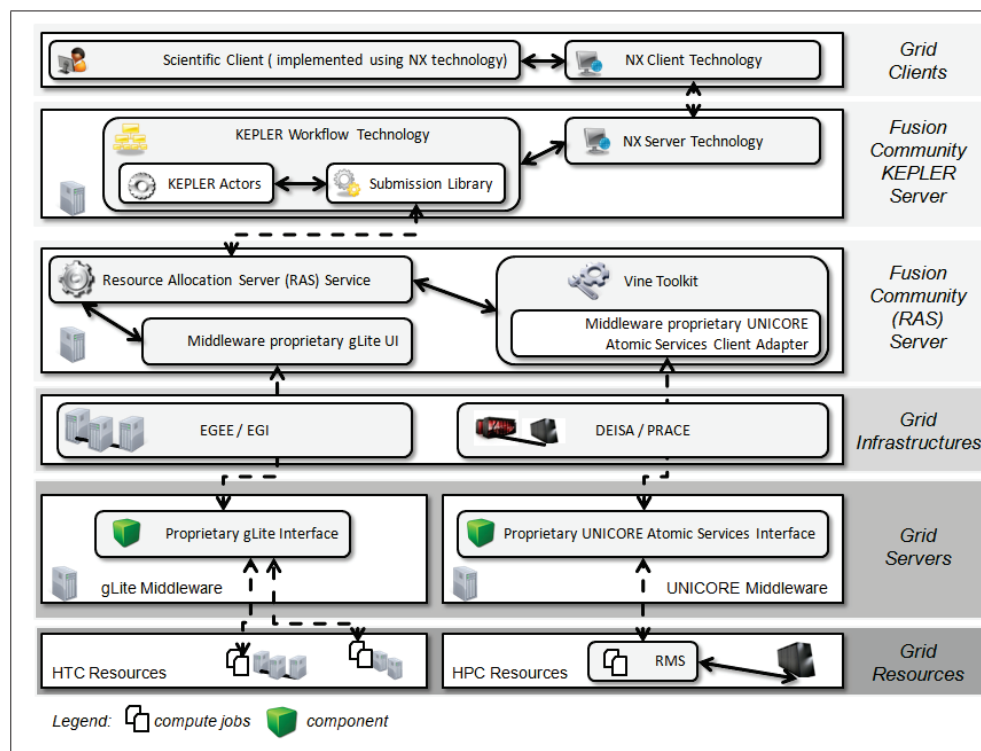 Scientific Client ( implemented using NX technology)
NX Client Technology
Grid
Clients
KEPLER Workflow Technology
NX Server Technology
KEPLER Actors
Submission Library
Fusion
Community
KEPLER
Server
Resource Allocation Server (RAS) Service
Vine Toolkit
Middleware proprietary gLite UI
Middleware proprietary UNICORE
Atomic Services Client Adapter
Fusion
Community
(RAS)
Server
EGEE / EGI
DEISA / PRACE
Grid
Infrastructures
Proprietary gLite Interface
Proprietary UNICORE Atomic Services Interface
gLite Middleware
UNICORE Middleware
Grid
Servers
HTC Resources
HPC Resources
RMS
Grid
Resources
Legend:
compute jobs
component